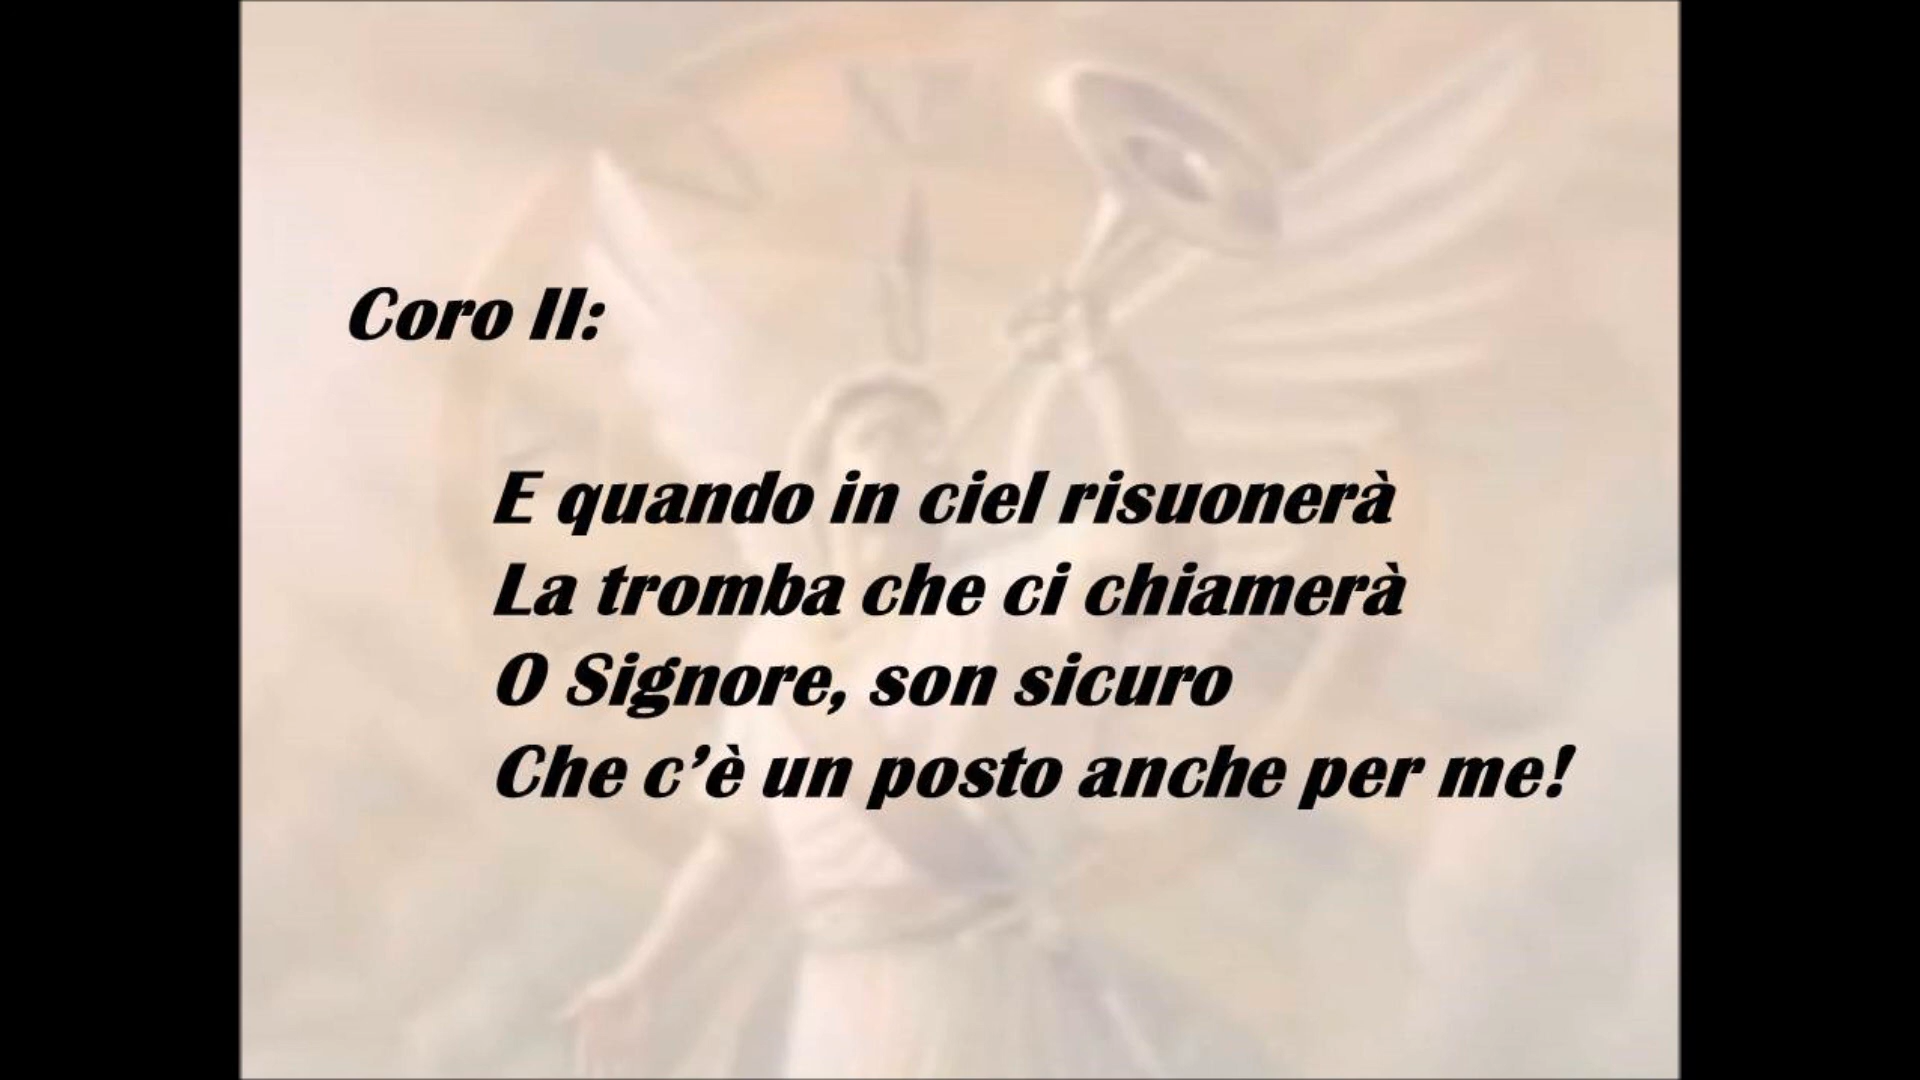 Coro II:
E quando in ciel risuonerà
La tromba che ci chiamerà
O Signore, son sicuro
Che c’è un posto anche per me!